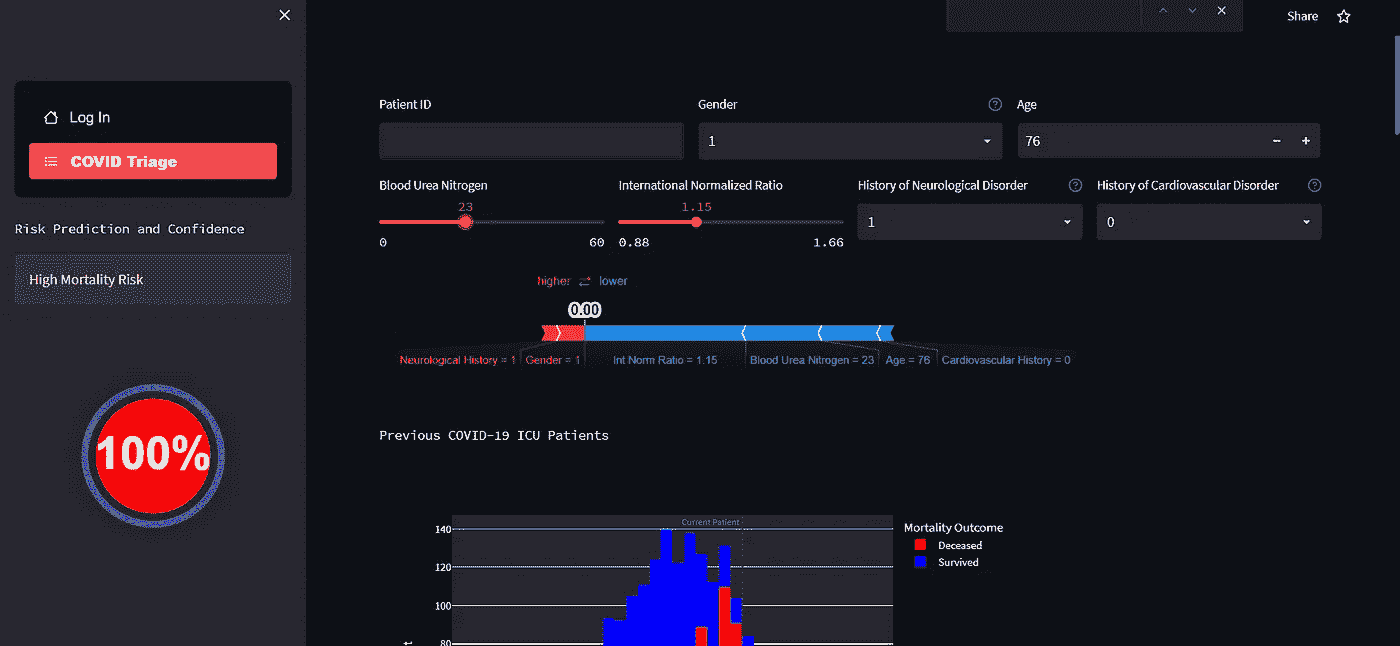 Share
Log In
COVID Triage
Risk Prediction and Confidence
High Mortality Risk
100%
Patient ID
Gender
Age
1
76
Blood Urea Nitrogen
International Normalized Ratio
History of Neurological Disorder
History of Cardiovascular Disorder
23
1.15
1
0
0
60
0.88
1.66
higher
lower
0.00
Neurological History = 1
Gender = 1
Int Norm Ratio = 1.15
Blood Urea Nitrogen = 23
Age = 76
Cardiovascular History = 0
Previous COVID-19 ICU Patients
Current Patient
140
120
100
80
Mortality Outcome
Deceased
Survived